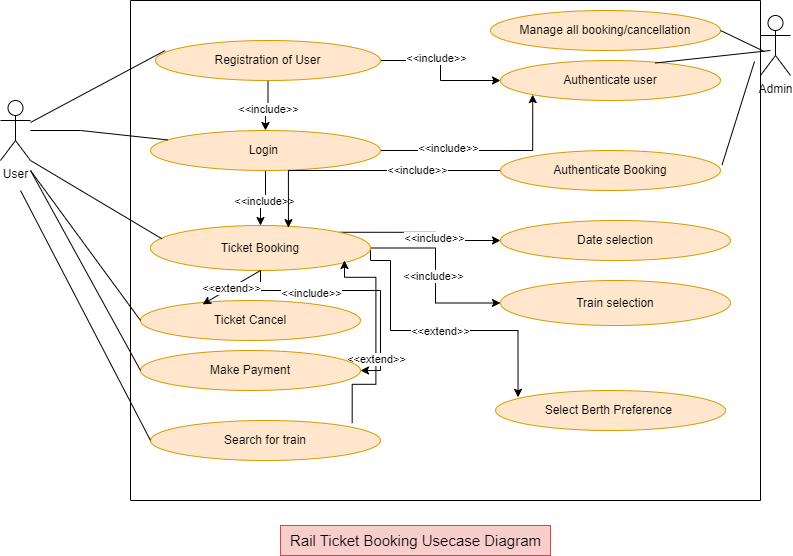 Manage all booking/cancellation
Registration of User
<<include>>
Authenticate user
Admin
<<include>>
User
Login
<<include>>
Authenticate Booking
<<include>>
<<include>>
Ticket Booking
<<include>>
Date selection
<<include>>
<<extend>>
<<include>>
Train selection
Ticket Cancel
<<extend>>
<<extend>>
Make Payment
Select Berth Preference
Search for train
Rail Ticket Booking Usecase Diagram